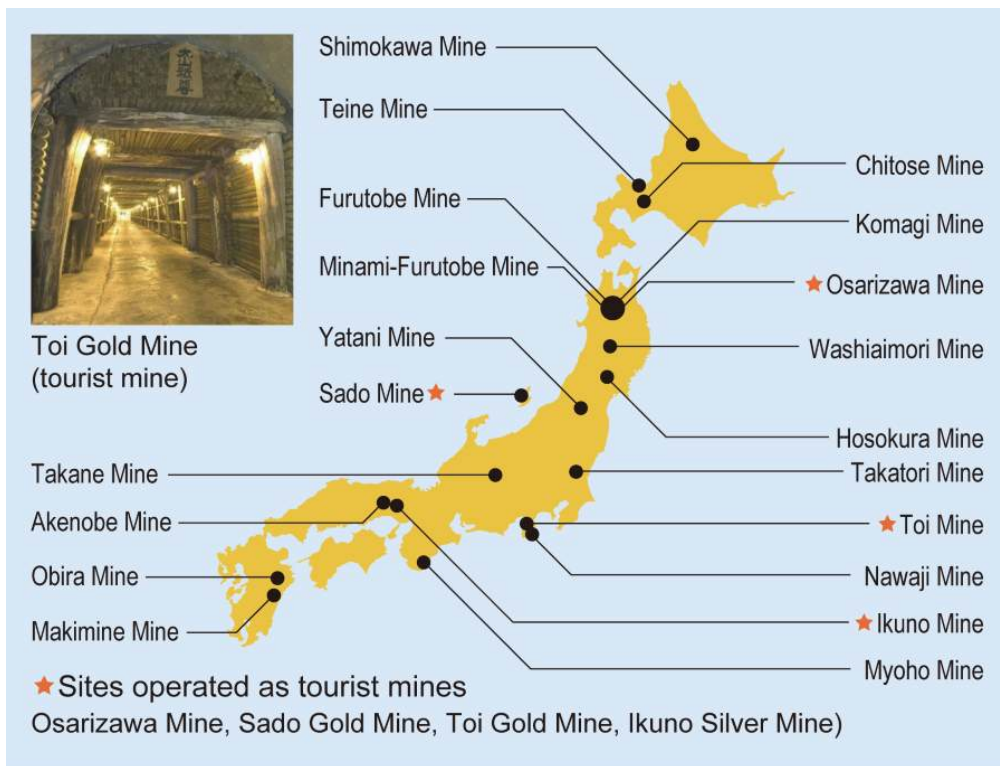 Shimokawa Mine
Teine Mine
Chitose Mine
Furutobe Mine
Komagi Mine
Minami-Furutobe Mine
★Osarizawa Mine
Toi Gold Mine
(tourist mine)
Yatani Mine
Washiaimori Mine
Sado Mine★
Hosokura Mine
Takane Mine
Takatori Mine
Akenobe Mine
★Toi Mine
Obira Mine
Nawaji Mine
Makimine Mine
★Ikuno Mine
Myoho Mine
★Sites operated as tourist mines
Osarizawa Mine, Sado Gold Mine, Toi Gold Mine, Ikuno Silver Mine)